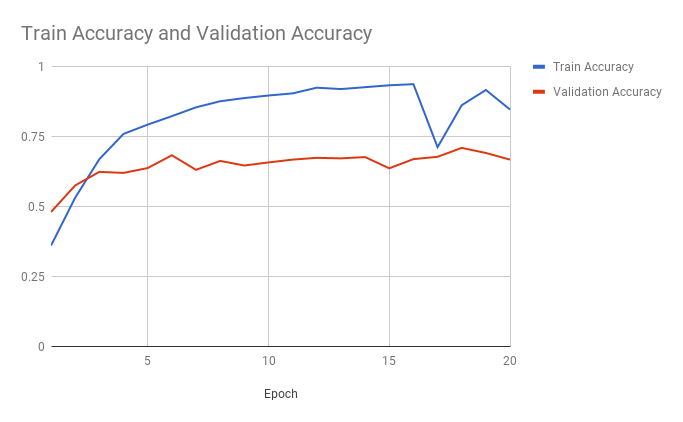 Train Accuracy and Validation Accuracy
1
0.75
0.5
0.25
0
5 10 15 20
Epoch
Train Accuracy
Validation Accuracy